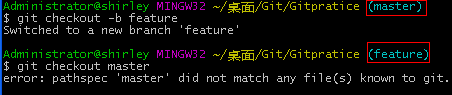 Administrator@shirley MINGW32 ~/桌面/Git/Gitpratice (master)
$ git checkout -b feature
Switched to a new branch 'feature'
Administrator@shirley MINGW32 ~/桌面/Git/Gitpratice (feature)
$ git checkout master
error: pathspec 'master' did not match any file(s) known to git.